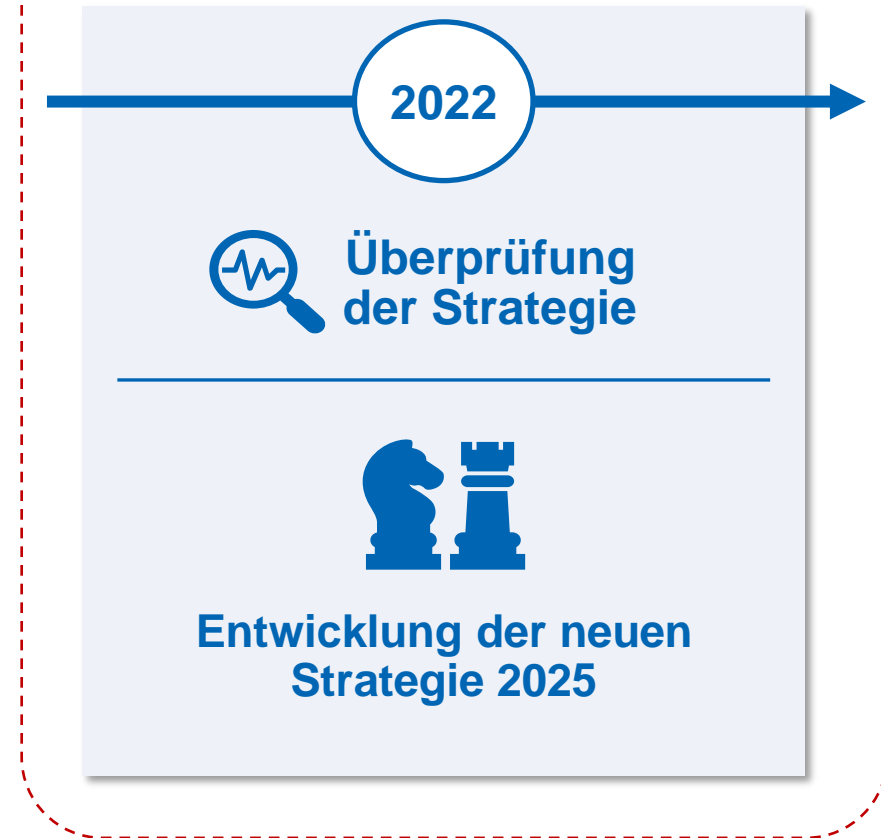 2022
Überprüfung
der Strategie
Entwicklung der neuen
Strategie 2025